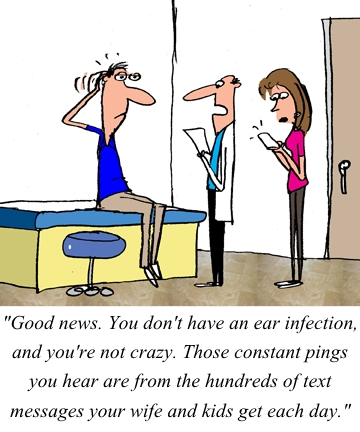 "Good news. You don't have an ear infection,
and you're not crazy. Those constant pings
you hear are from the hundreds of text
messages your wife and kids get each day."